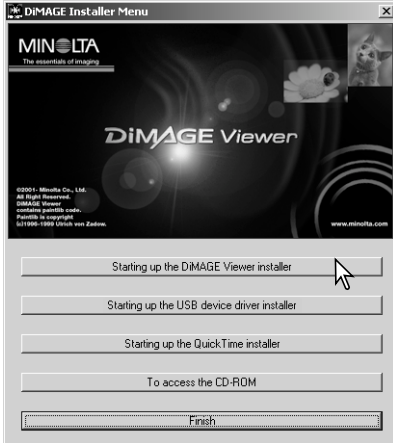 DiMAGE Installer Menu
MINOLTA
The essentials of imaging
DiMAGE Viewer
©2001- Minolta Co., Ltd.
All Right Reserved.
DiMAGE Viewer
contains paintlib code.
Paintlib is copyright
(c)1996-1999 Ulrich von Zadow.
www.minolta.com
Starting up the DiMAGE Viewer installer
Starting up the USB device driver installer
Starting up the QuickTime installer
To access the CD-ROM
Finish